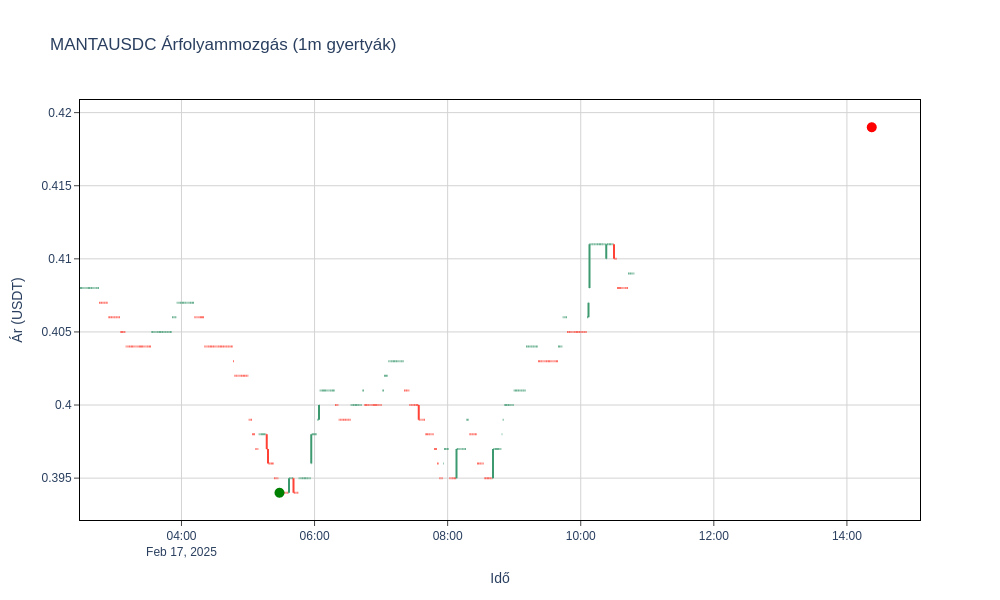 MANTAUSDC Árfolyammozgás (1m gyertyák)
0.42
0.415
0.41
0.405
0.4
0.395
Ár (USDT)
04:00 06:00 08:00 10:00 12:00 14:00
Feb 17, 2025
Idő